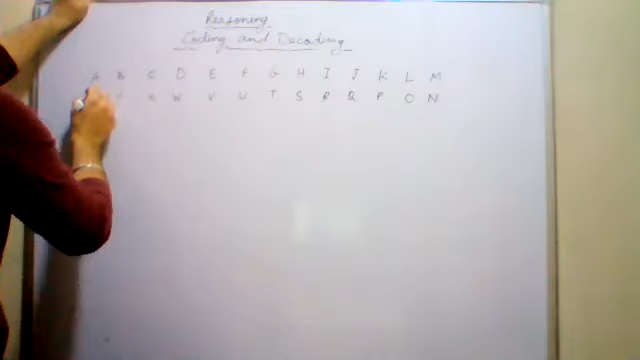 Reasoning
Coding and Decoding
A B C D E F G H I J K L M
Y X W V U T S R Q P O N